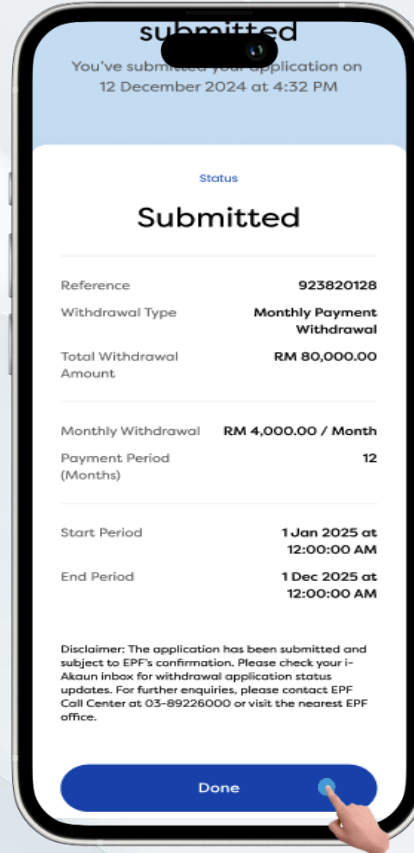 submitted
You've submitted your application on
12 December 2024 at 4:32 PM
Status
Submitted
Reference 923820128
Withdrawal Type Monthly Payment
Withdrawal
Total Withdrawal RM 80,000.00
Amount
Monthly Withdrawal RM 4,000.00 / Month
Payment Period 12
(Months)
Start Period 1 Jan 2025 at
12:00:00 AM
End Period 1 Dec 2025 at
12:00:00 AM
Disclaimer: The application has been submitted and
subject to EPF's confirmation. Please check your i-
Akaun inbox for withdrawal application status
updates. For further enquiries, please contact EPF
Call Center at 03-89226000 or visit the nearest EPF
office.
Done